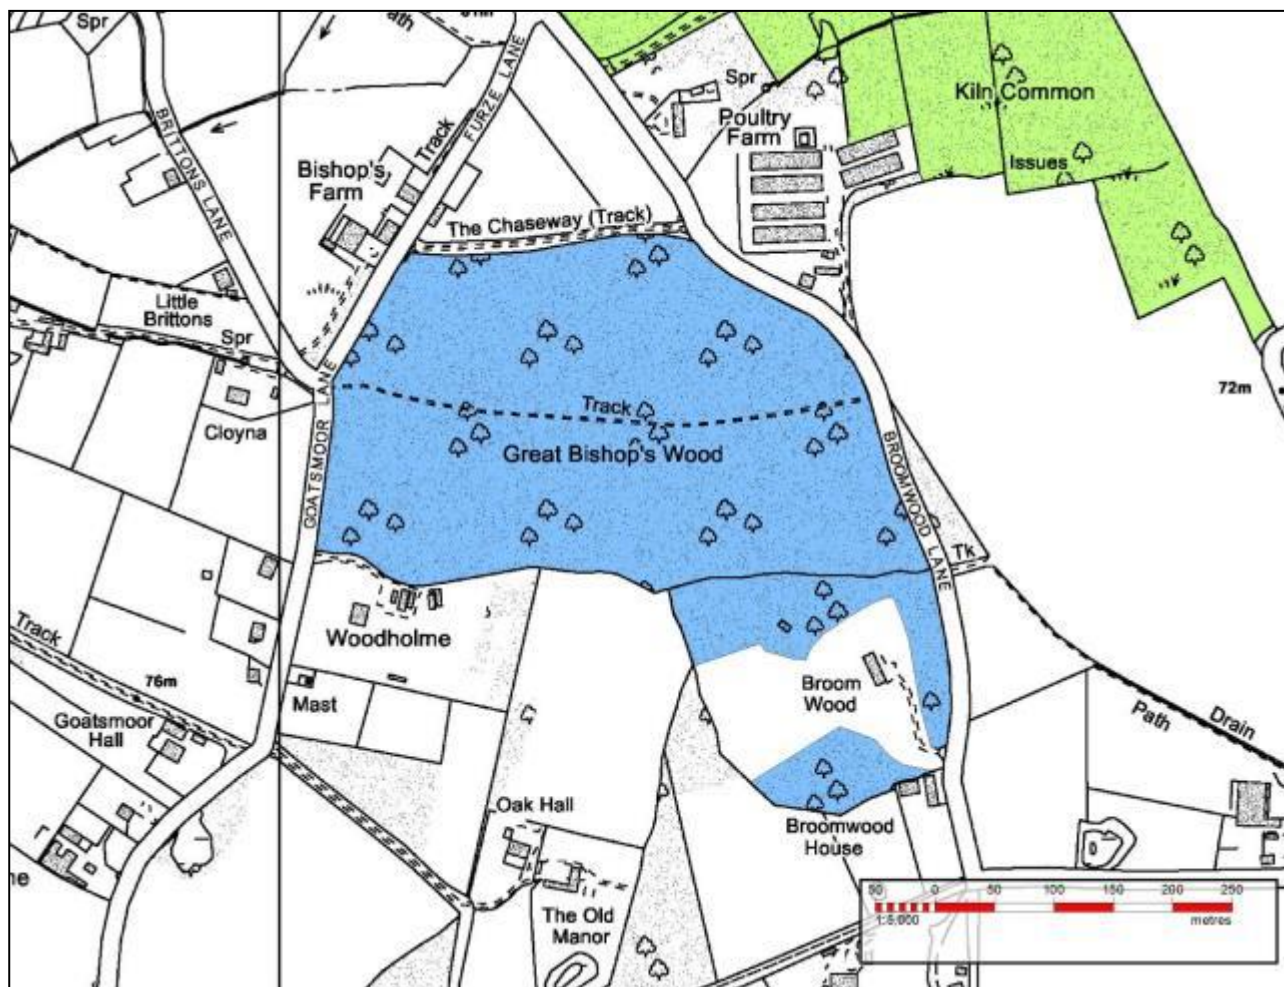 Spr
ath
BRITTONS LANE
FURZE LANE
Track
Bishop's
Farm
Spr
Poultry
Farm
Kiln Common
Issues
The Chaseway (Track)
Little
Brittons
Spr
Cloyna
GOATSMOOR LANE
Track
Great Bishop's Wood
BROOMWOOD LANE
72m
Tk
Woodholme
Track
76m
Mast
Goatsmoor
Hall
Broom
Wood
Path
Drain
Oak Hall
Broomwood
House
The Old
Manor
50 0 50 100 150 200 250
1:5,000 metres